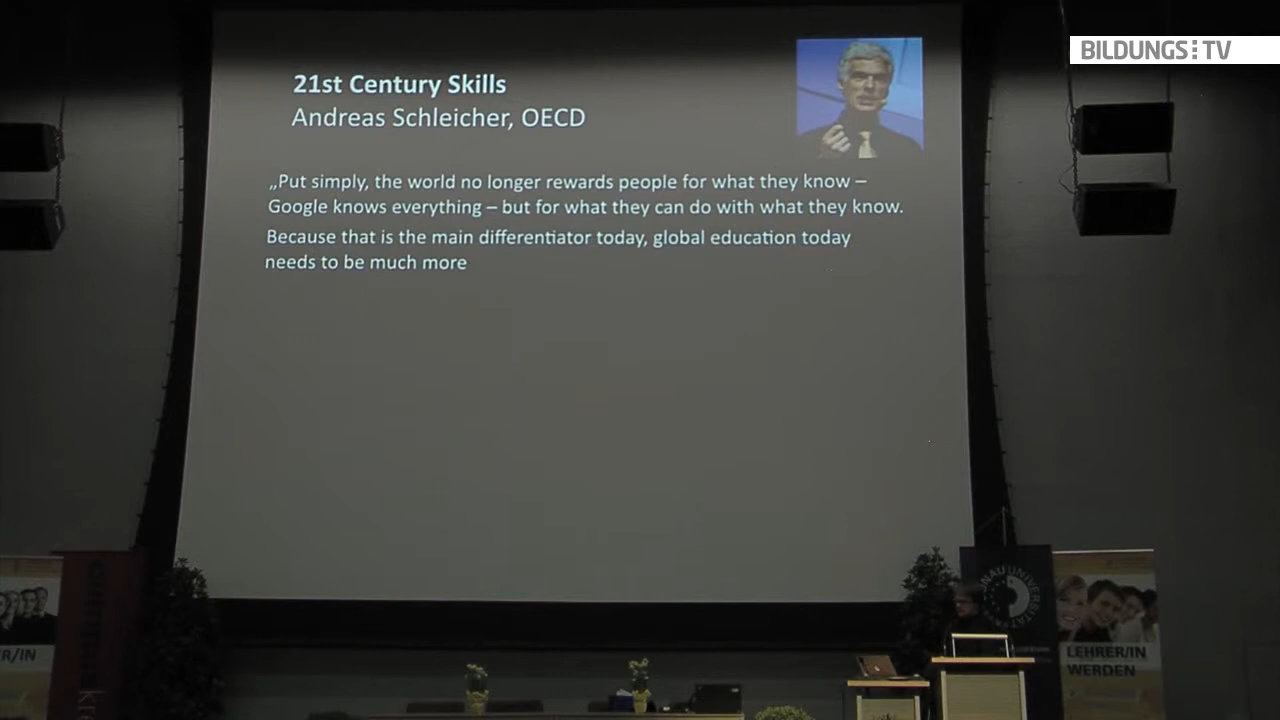 BILDUNGS:TV
21st Century Skills
Andreas Schleicher, OECD
„Put simply, the world no longer rewards people for what they know –
Google knows everything – but for what they can do with what they know.
Because that is the main differentiator today, global education today
needs to be much more
R/IN
LEHRER/IN
WERDEN